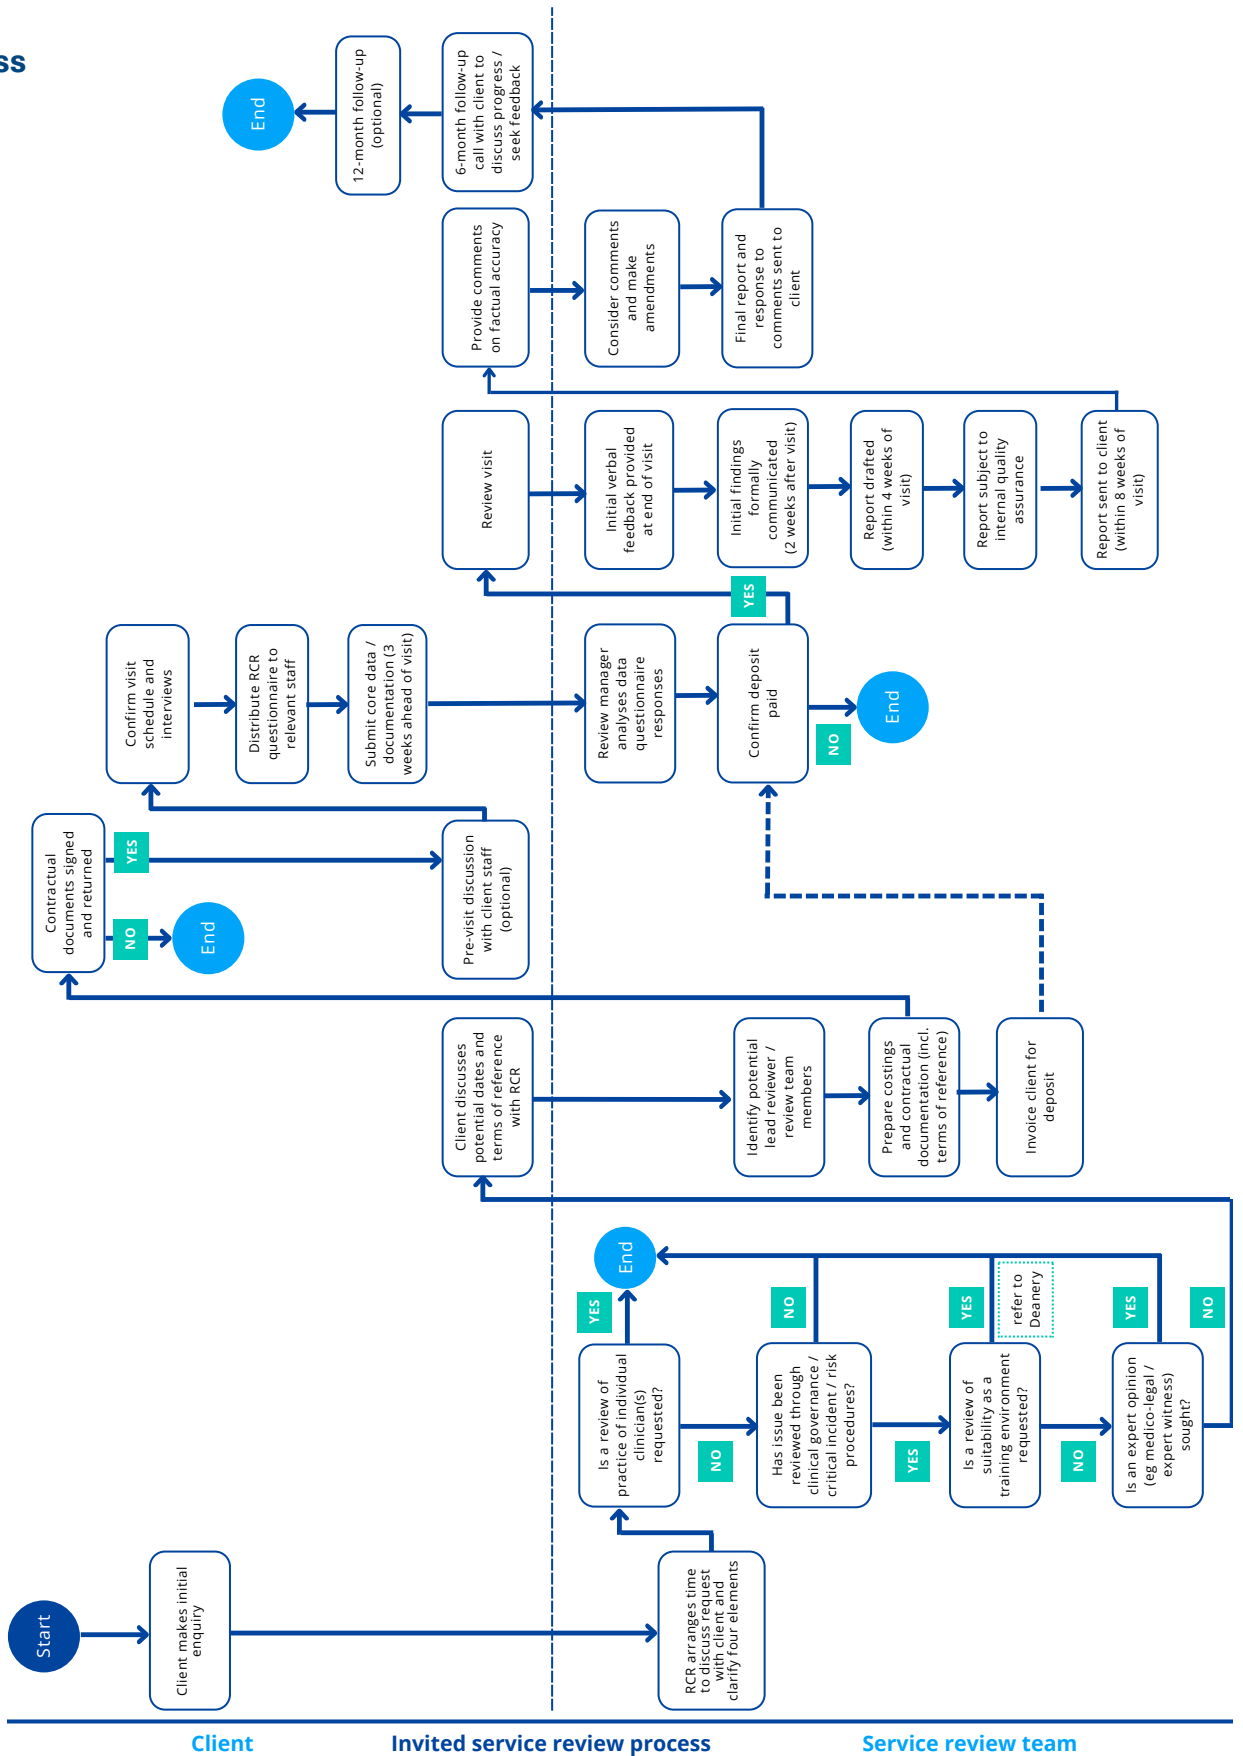 ss
Start
Client makes initial
enquiry
RCR arranges time
to discuss request
with client and
clarify four elements
Is a review of
practice of individual
clinician(s)
requested?
YES
End
NO
Has issue been
reviewed through
clinical governance /
critical incident / risk
procedures?
NO
YES
Is a review of
suitability as a
training environment
requested?
YES
refer to
Deanery
NO
Is an expert opinion
(eg medico-legal /
expert witness)
sought?
YES
NO
Client discusses
potential dates and
terms of reference
with RCR
Identify potential
lead reviewer /
review team
members
Prepare costings
and contractual
documentation (incl.
terms of reference)
Invoice client for
deposit
Contractual
documents signed
and returned
NO
End
YES
Pre-visit discussion
with client staff
(optional)
Confirm visit
schedule and
interviews
Distribute RCR
questionnaire to
relevant staff
Submit core data /
documentation (3
weeks ahead of visit)
Review manager
analyses data
questionnaire
responses
Confirm deposit
paid
NO
End
YES
Review visit
Initial verbal
feedback provided
at end of visit
Initial findings
formally
communicated
(2 weeks after visit)
Report drafted
(within 4 weeks of
visit)
Report subject to
internal quality
assurance
Report sent to client
(within 8 weeks of
visit)
Provide comments
on factual accuracy
Consider comments
and make
amendments
Final report and
response to
comments sent to
client
6-month follow-up
call with client to
discuss progress /
seek feedback
12-month follow-up
(optional)
End
Client
Invited service review process
Service review team